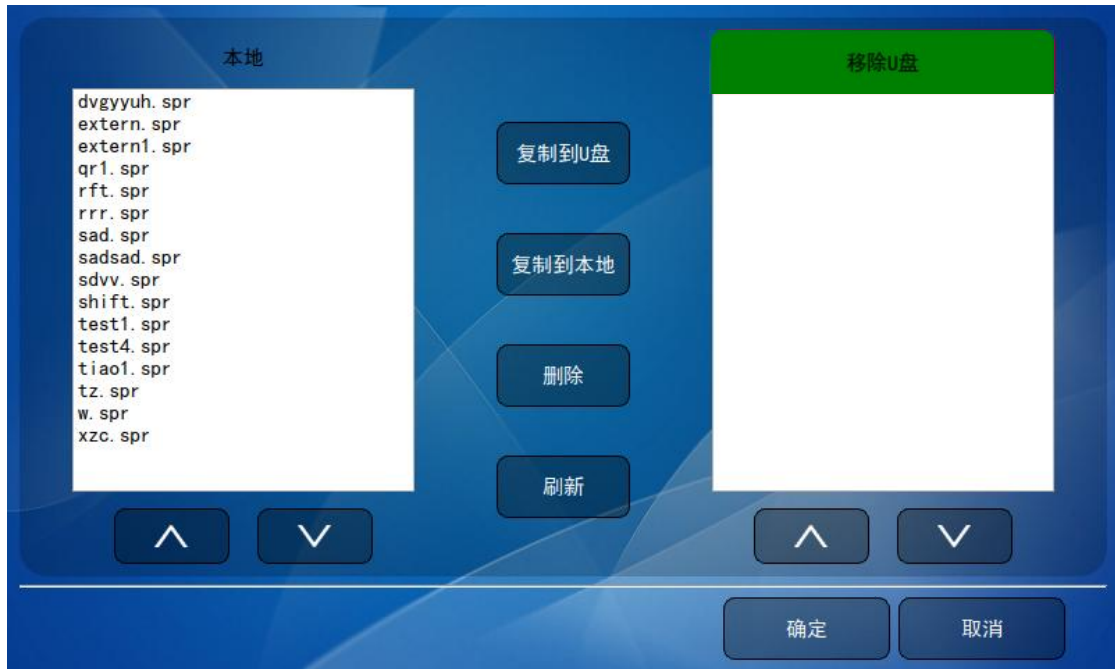 本地
dvgyyuh.spr
extern.spr
extern1.spr
qr1.spr
rft.spr
rrr.spr
sad.spr
sadsad.spr
sdvv.spr
shift.spr
test1.spr
test4.spr
tiao1.spr
tz.spr
w.spr
xzc.spr
复制到U盘
复制到本地
删除
刷新
移除U盘
确定
取消